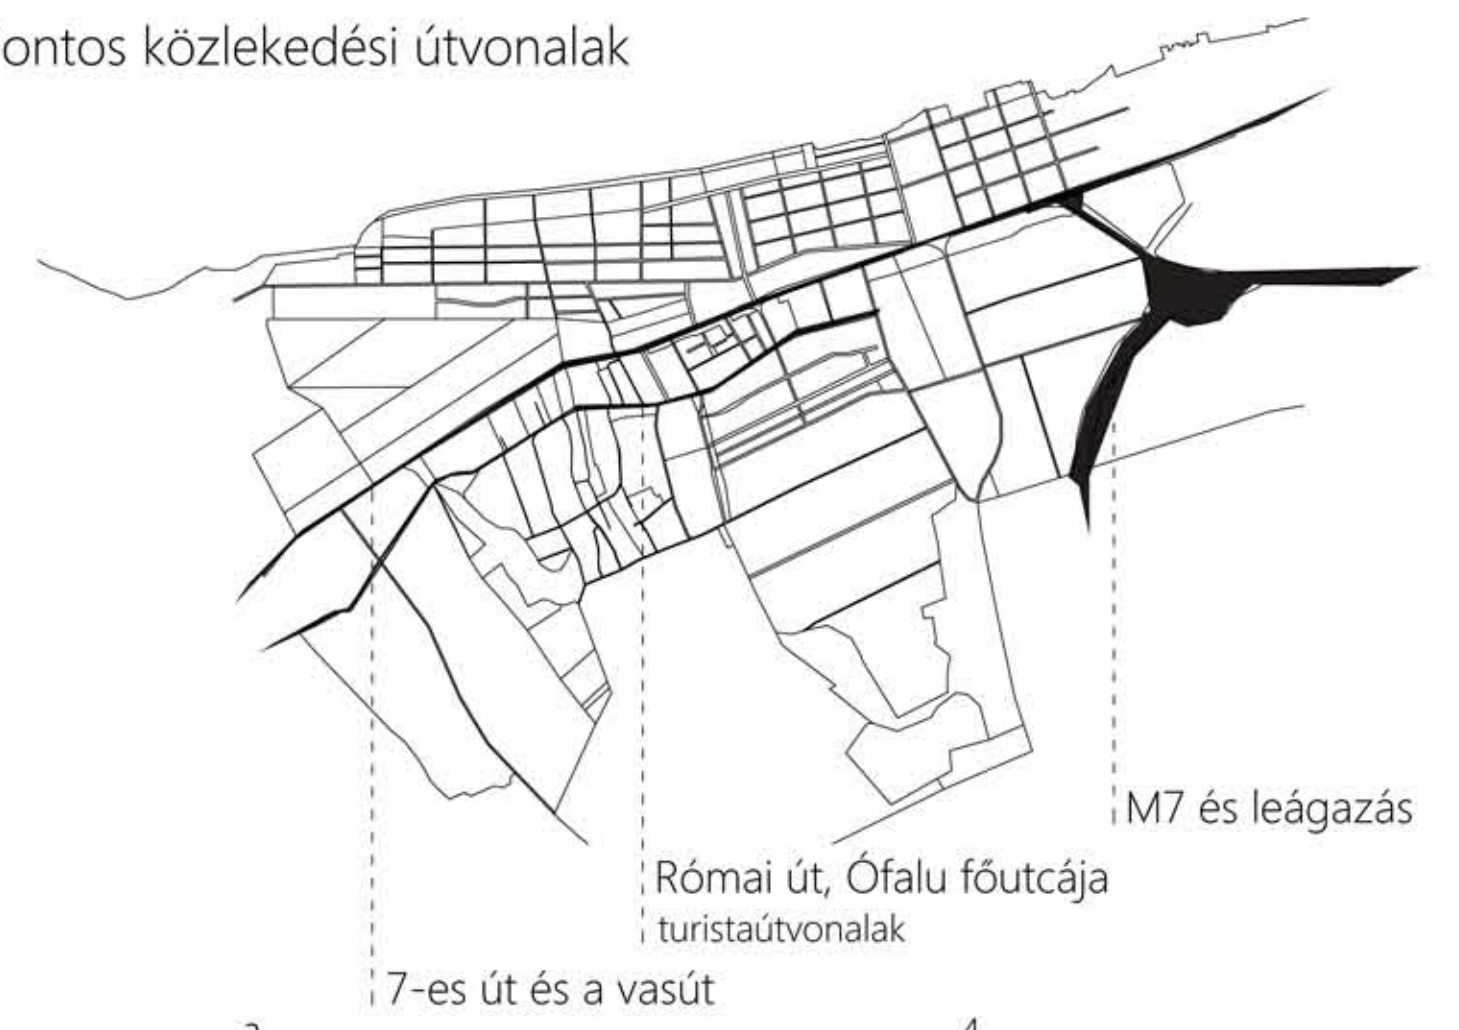 ontos közlekedési útvonalak
M7 és leágazás
Római út, Ófalu főutcája
turistaútvonalak
7-es út és a vasút